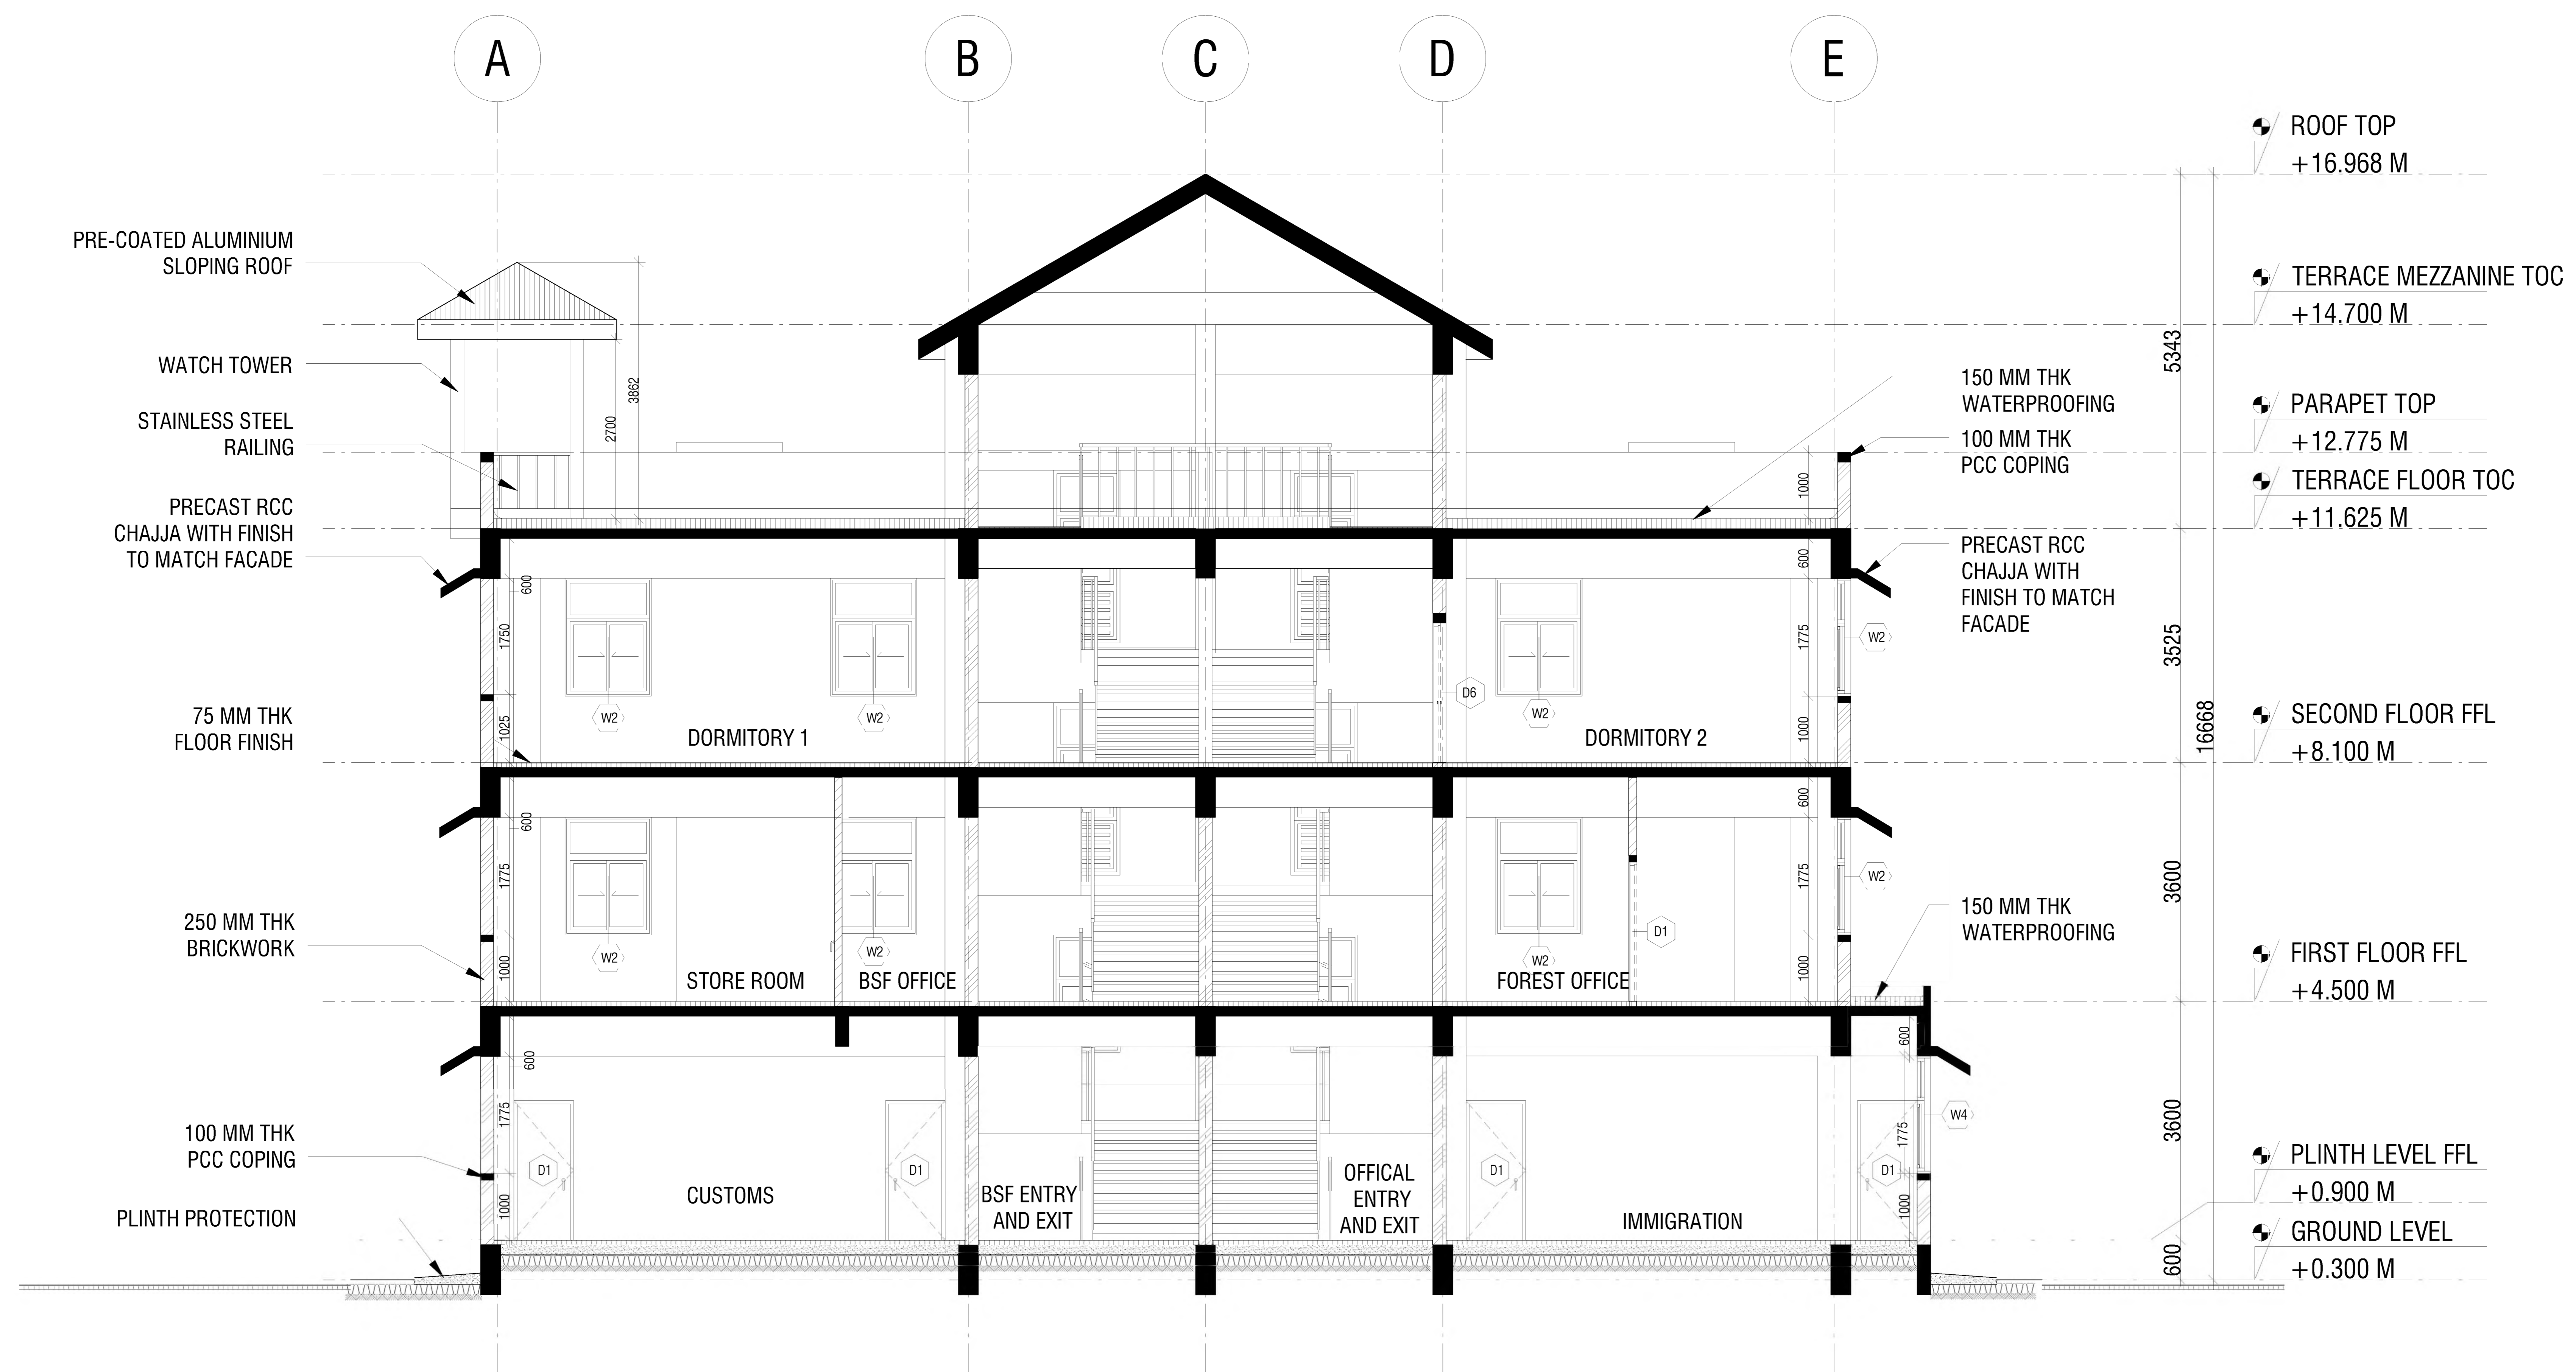 A
B
C
D
E
ROOF TOP
+16.968 M
TERRACE MEZZANINE TOC
+14.700 M
PARAPET TOP
+12.775 M
TERRACE FLOOR TOC
+11.625 M
SECOND FLOOR FFL
+8.100 M
FIRST FLOOR FFL
+4.500 M
PLINTH LEVEL FFL
+0.900 M
GROUND LEVEL
+0.300 M
5343
3525
3600
3600
600
16668
PRE-COATED ALUMINIUM
SLOPING ROOF
WATCH TOWER
STAINLESS STEEL
RAILING
PRECAST RCC
CHAJJA WITH FINISH
TO MATCH FACADE
75 MM THK
FLOOR FINISH
250 MM THK
BRICKWORK
100 MM THK
PCC COPING
PLINTH PROTECTION
3862
2700
150 MM THK
WATERPROOFING
100 MM THK
PCC COPING
1000
PRECAST RCC
CHAJJA WITH
FINISH TO MATCH
FACADE
600
1750
1025
W2
W2
DORMITORY 1
D6
W2
DORMITORY 2
600
1775
1000
W2
600
1775
1000
W2
STORE ROOM
W2
BSF OFFICE
W2
FOREST OFFICE
D1
600
1775
1000
W2
150 MM THK
WATERPROOFING
600
1775
1000
D1
CUSTOMS
D1
BSF ENTRY
AND EXIT
OFFICAL
ENTRY
AND EXIT
D1
IMMIGRATION
D1
600
1775
1000
W4